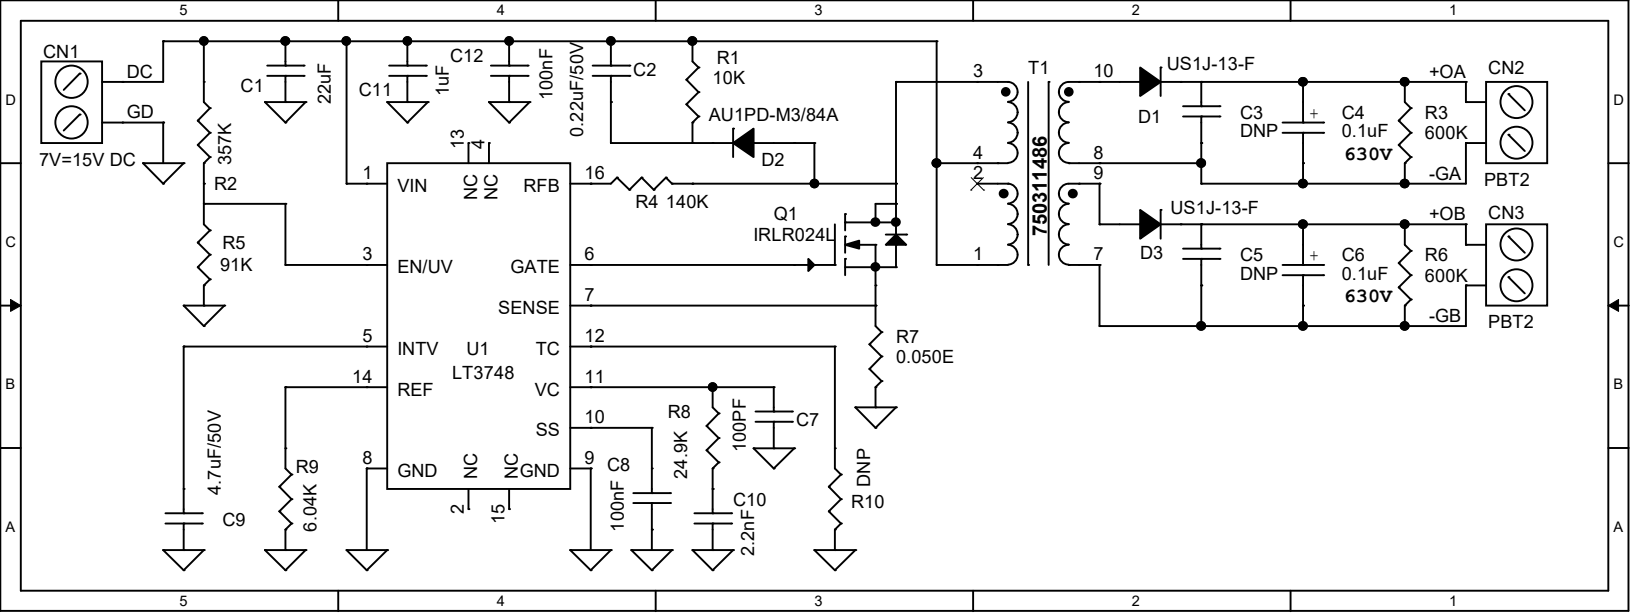 5 4 3 2 1
D
C
B
A
CN1
DC
GD
7V=15V DC
357K
R2
R5
91K
C1
22uF
C11
1uF
C12
100nF
0.22uF/50V
C2
R1
10K
AU1PD-M3/84A
D2
13
4
NC
NC
1 VIN
RFB 16
R4 140K
3 EN/UV
GATE 6
SENSE 7
5 INTV
U1
LT3748
TC 12
14 REF
VC 11
SS 10
8 GND
NC
NC
GND 9
2
15
Q1
IRLR024L
R7
0.050E
4.7uF/50V
C9
R9
6.04K
C8
100nF
R8
24.9K
100PF
C7
C10
2.2nF
DNP
R10
T1
3
4
2
1
750311486
10
8
9
7
US1J-13-F
D1
C3
DNP
+
C4
0.1uF
630V
R3
600K
+OA
-GA
CN2
PBT2
US1J-13-F
D3
C5
DNP
+
C6
0.1uF
630V
R6
600K
+OB
-GB
CN3
PBT2
D
C
B
A
5 4 3 2 1